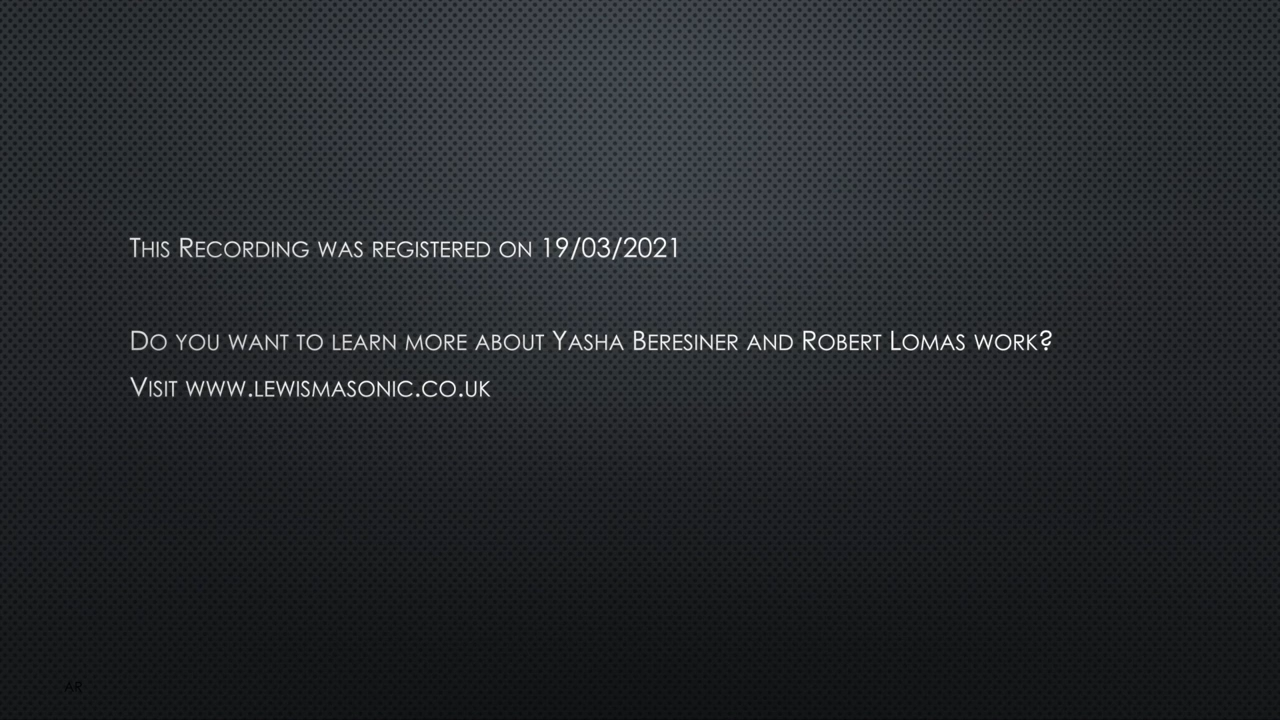 This Recording was registered on 19/03/2021
Do you want to learn more about Yasha Beresiner and Robert Lomas work?
Visit www.lewismasonic.co.uk
AR